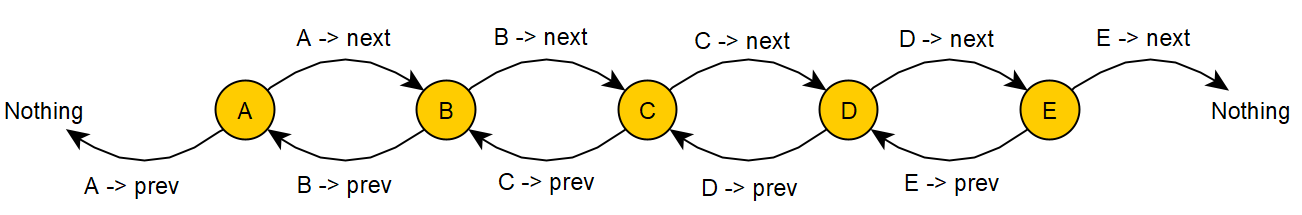 A -> next
B -> next
C -> next
D -> next
E -> next
Nothing
A
B
C
D
E
Nothing
A -> prev
B -> prev
C -> prev
D -> prev
E -> prev